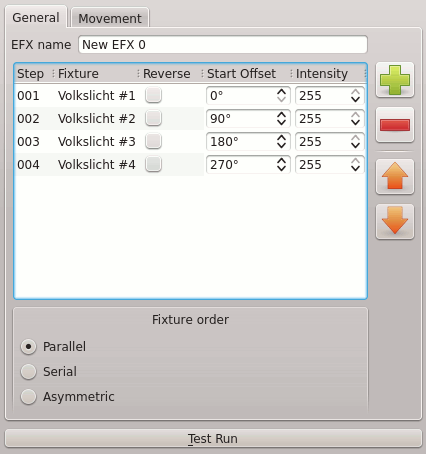 General Movement
EFX name New EFX 0
Step Fixture Reverse Start Offset Intensity
001 Volkslicht #1 0° 255
002 Volkslicht #2 90° 255
003 Volkslicht #3 180° 255
004 Volkslicht #4 270° 255
Fixture order
Parallel
Serial
Asymmetric
Test Run